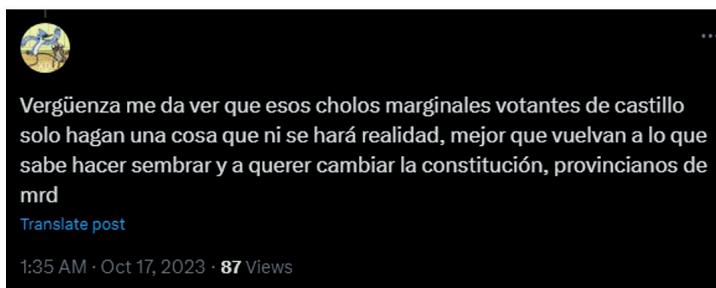 Vergüenza me da ver que esos cholos marginales votantes de castillo
solo hagan una cosa que ni se hará realidad, mejor que vuelvan a lo que
sabe hacer sembrar y a querer cambiar la constitución, provincianos de
mrd
Translate post
1:35 AM · Oct 17, 2023 · 87 Views